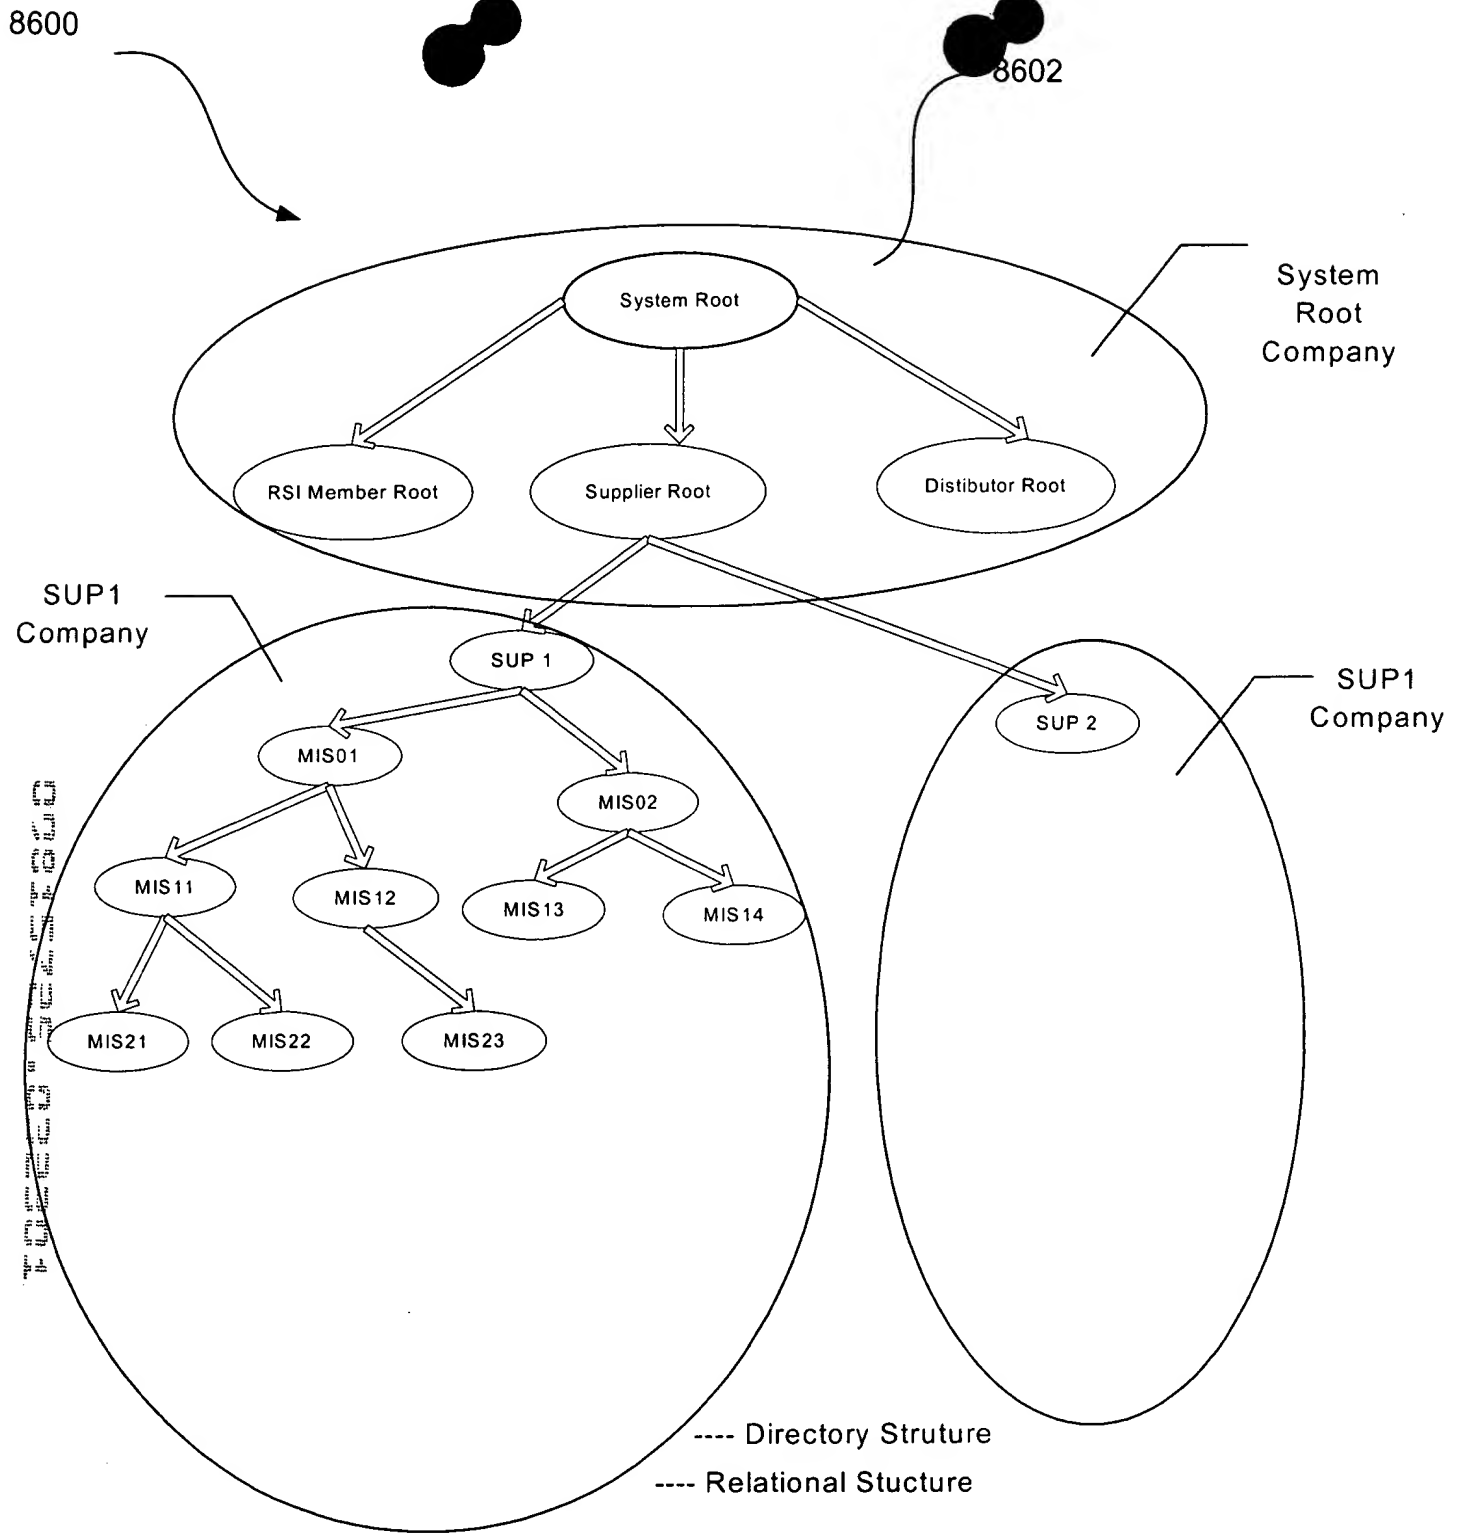 8600
8602
System
Root
Company
System Root
RSI Member Root
Supplier Root
Distibutor Root
SUP1
Company
SUP 1
SUP1
Company
SUP 2
MIS01
MIS02
MIS11
MIS12
MIS13
MIS14
MIS21
MIS22
MIS23
---- Directory Struture
---- Relational Stucture